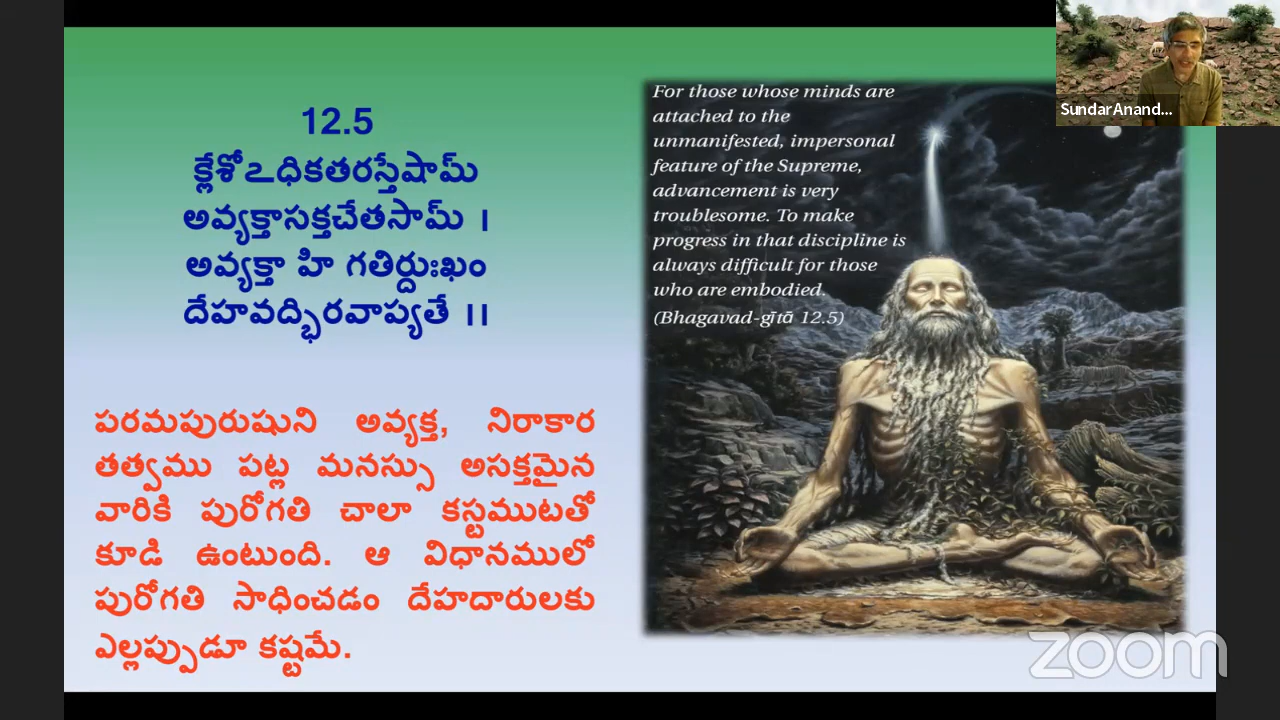 12.5
క్లేశోఽధికతరస్తేషామ్
అవ్యక్తాసక్తచేతసామ్ ।
అవ్యక్తా హి గతిర్దుఃఖం
దేహవద్భిరవాప్యతే ।।
పరమపురుషుని అవ్యక్త, నిరాకార
తత్వము పట్ల మనస్సు అసక్తమైన
వారికి పురోగతి చాలా కస్టముటతో
కూడి ఉంటుంది. ఆ విధానములో
పురోగతి సాధించడం దేహదారులకు
ఎల్లప్పుడూ కష్టమే.
For those whose minds are
attached to the
unmanifested, impersonal
feature of the Supreme,
advancement is very
troublesome. To make
progress in that discipline is
always difficult for those
who are embodied.
(Bhagavad-gītā 12.5)
SundarAnand...
zoom